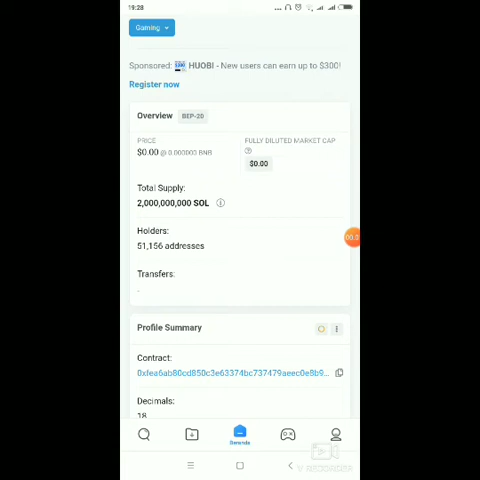 19:28
Gaming
Sponsored: HUOBI - New users can earn up to $300!
Register now
Overview BEP-20
PRICE
$0.00 @ 0.000000 BNB
FULLY DILUTED MARKET CAP
$0.00
Total Supply:
2,000,000,000 SOL
Holders:
51,156 addresses
Transfers:
-
Profile Summary
Contract:
0xfea6ab80cd850c3e63374bc737479aeec0e8b9...
Decimals:
18
Beranda
V RECORDER